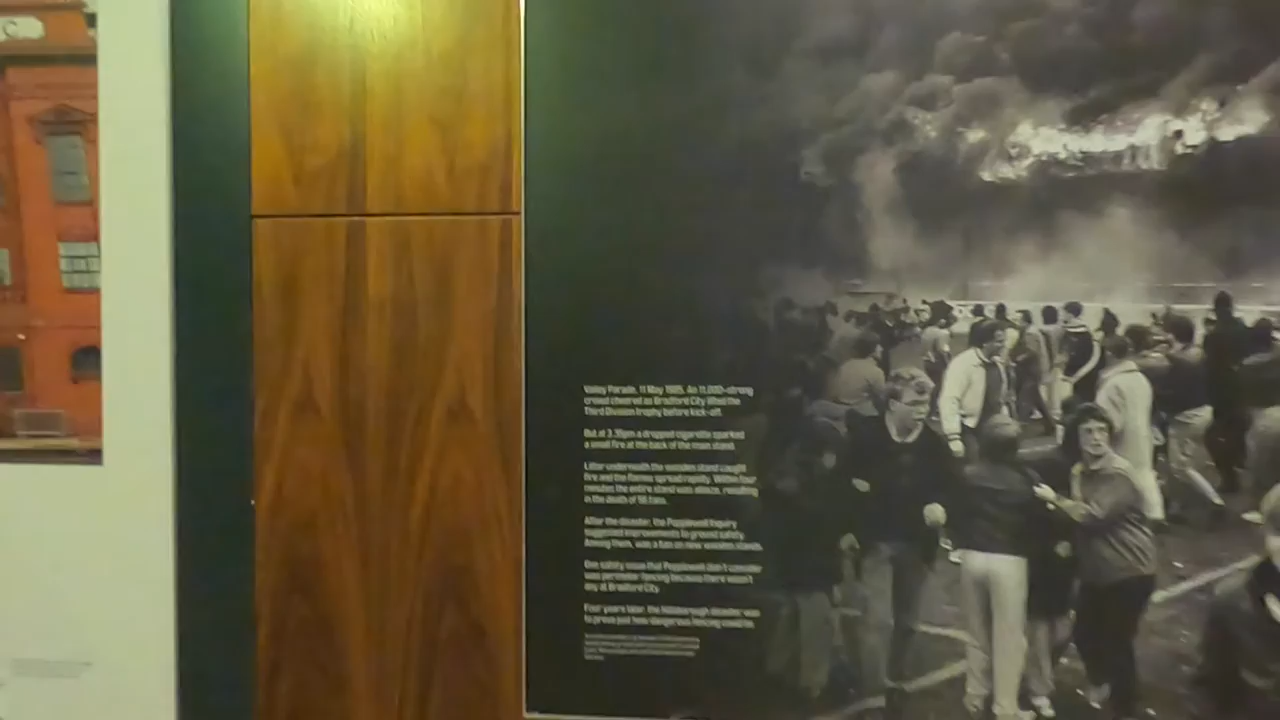 C
Valley Parade, 11 May 1985. An 11,000-strong
crowd cheered as Bradford City lifted the
Third Division trophy before kick-off.
But at 3.39pm a dropped cigarette sparked
a small fire at the back of the main stand.
Litter underneath the wooden stand caught
fire and the flames spread rapidly. Within four
minutes the entire stand was ablaze, resulting
in the death of 56 fans.
After the disaster, the Popplewell Inquiry
suggested improvements to ground safety.
Among them, was a ban on new wooden stands.
One safety issue that Popplewell didn't consider
was perimeter fencing because there wasn't
any at Bradford City.
Four years later, the Hillsborough disaster was
to prove just how dangerous fencing could be.